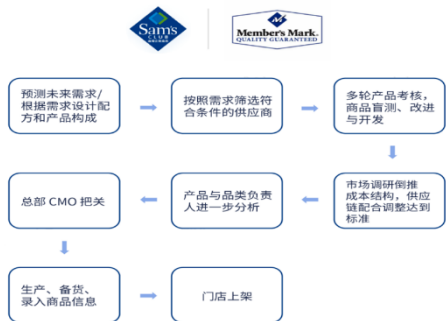 Sam's
CLUB
Member's Mark
QUALITY GUARANTEED
预测未来需求/
根据需求设计配
方和产品构成
按照需求筛选符
合条件的供应商
多轮产品考核，
商品盲测、改进
与开发
总部 CMO 把关
产品与品类负责
人进一步分析
市场调研倒推
成本结构，供应
链配合调整达到
标准
生产、备货、
录入商品信息
门店上架